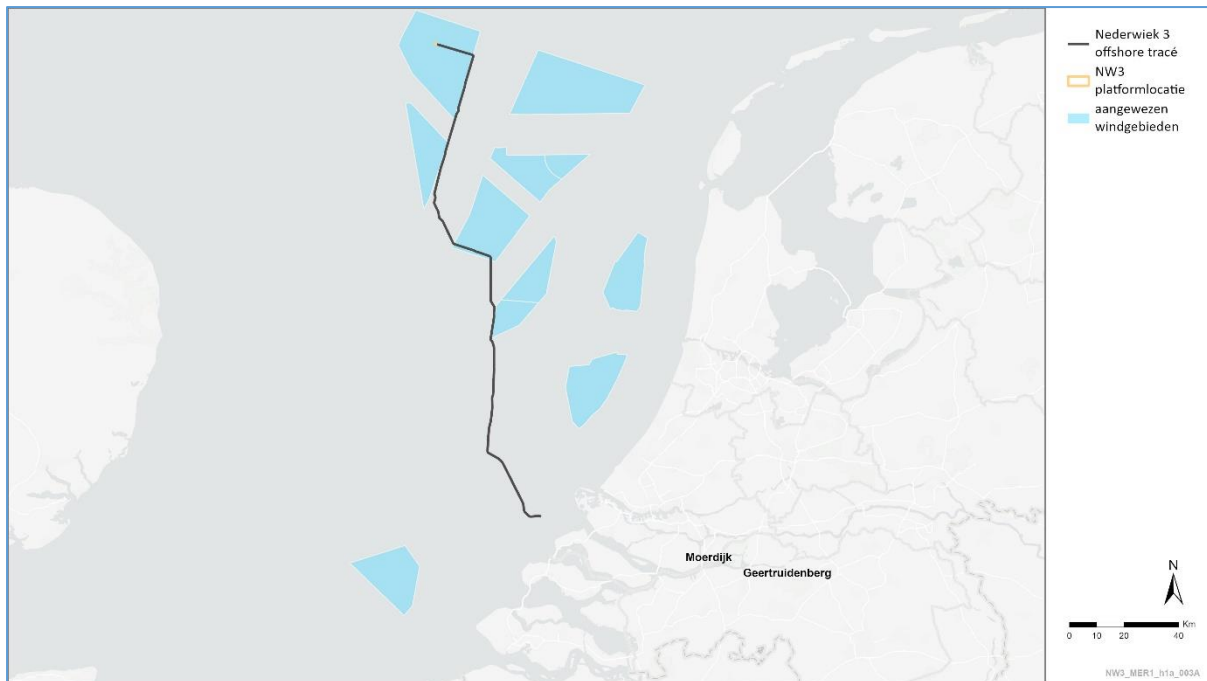 Nederwiek 3
offshore tracé
NW3
platformlocatie
aangewezen
windgebieden
Moerdijk
Geertruidenberg
N
Km
0 10 20 40
NW3_MER1_h1a_003A